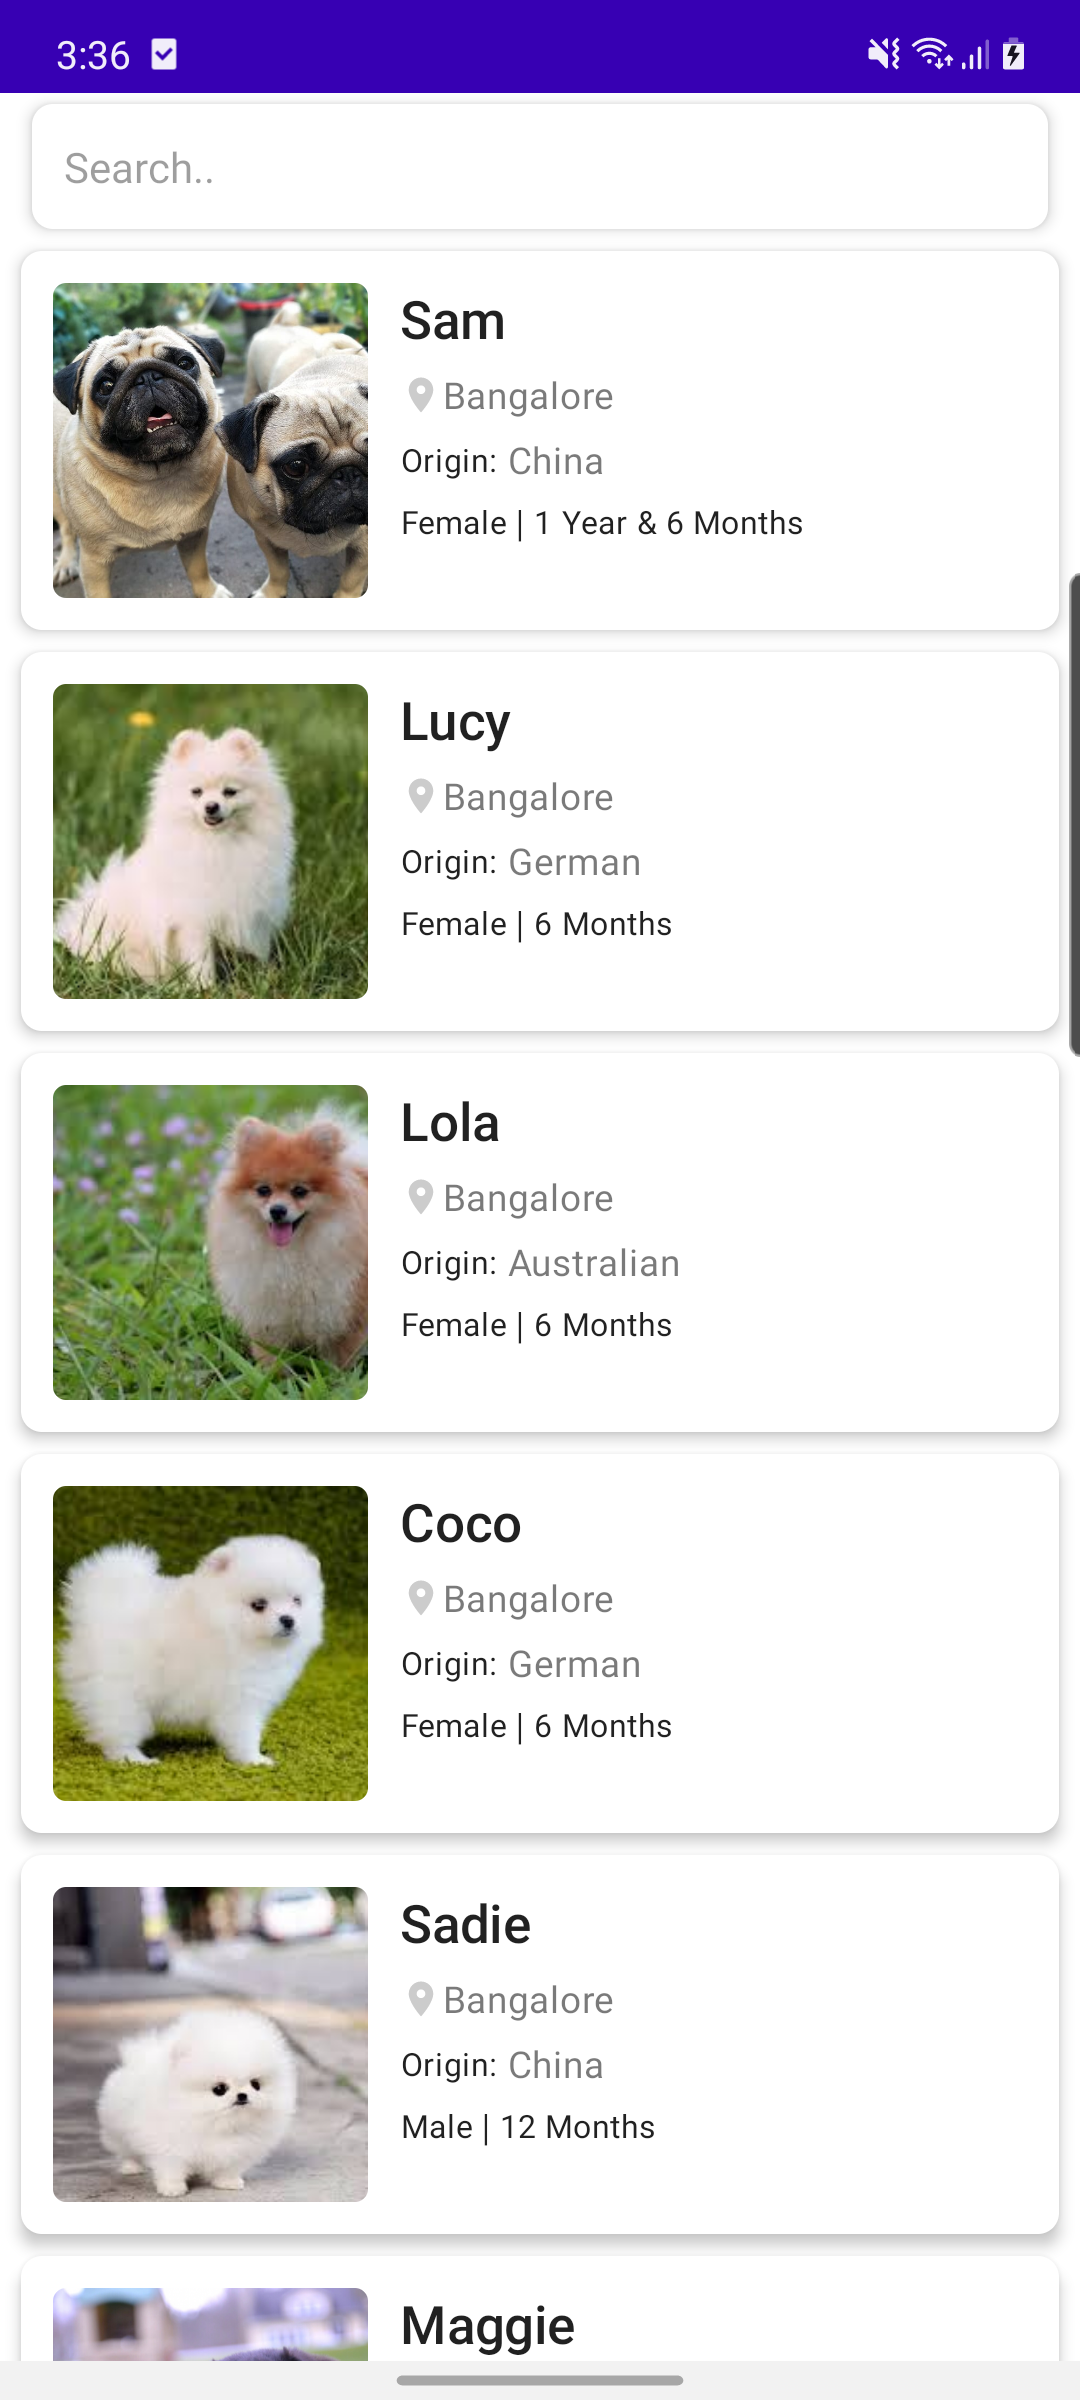 3:36
Search..
Sam
Bangalore
Origin: China
Female | 1 Year & 6 Months
Lucy
Bangalore
Origin: German
Female | 6 Months
Lola
Bangalore
Origin: Australian
Female | 6 Months
Coco
Bangalore
Origin: German
Female | 6 Months
Sadie
Bangalore
Origin: China
Male | 12 Months
Maggie